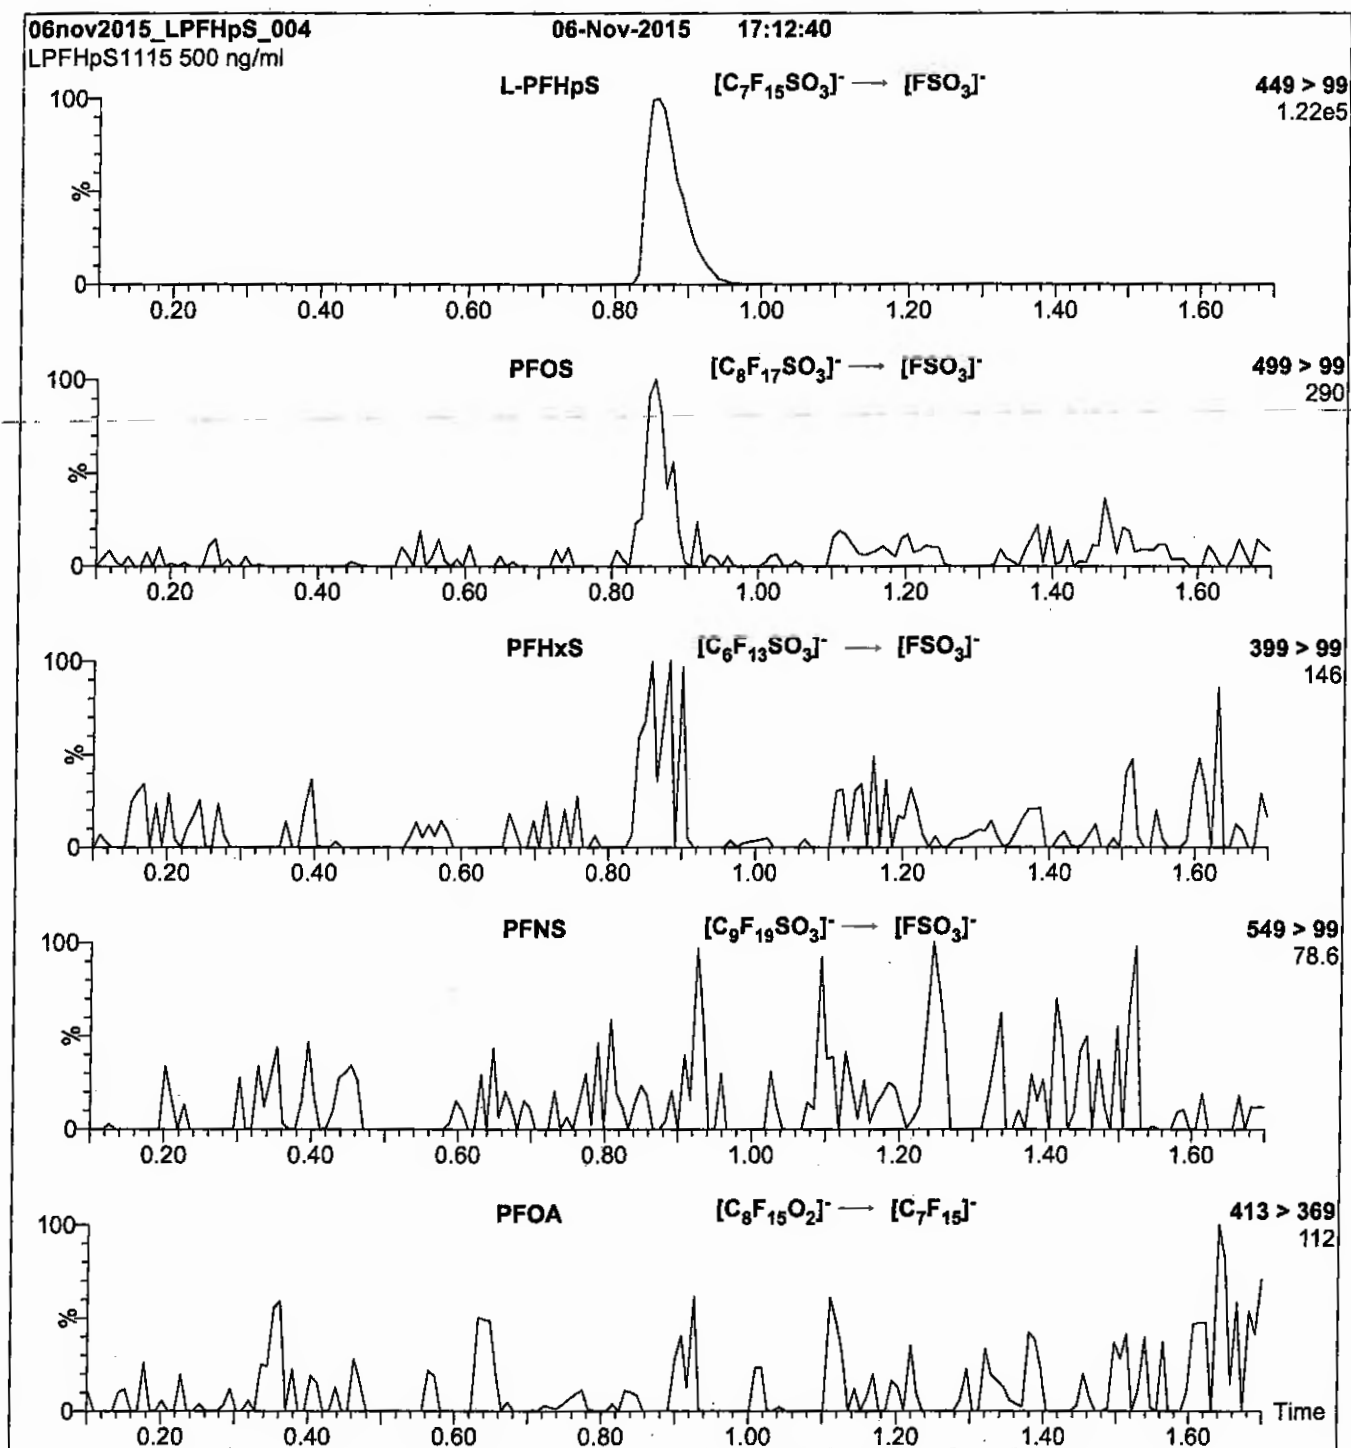 06nov2015_LPFHpS_004 06-Nov-2015 17:12:40
LPFHpS1115 500 ng/ml
L-PFHpS [C₇F₁₅SO₃]⁻ → [FSO₃]⁻ 449 > 99
1.22e5
100
%
0
0.20 0.40 0.60 0.80 1.00 1.20 1.40 1.60
PFOS [C₈F₁₇SO₃]⁻ → [FSO₃]⁻ 499 > 99
290
100
%
0
0.20 0.40 0.60 0.80 1.00 1.20 1.40 1.60
PFHxS [C₆F₁₃SO₃]⁻ → [FSO₃]⁻ 399 > 99
146
100
%
0
0.20 0.40 0.60 0.80 1.00 1.20 1.40 1.60
PFNS [C₉F₁₉SO₃]⁻ → [FSO₃]⁻ 549 > 99
78.6
100
%
0
0.20 0.40 0.60 0.80 1.00 1.20 1.40 1.60
PFOA [C₈F₁₅O₂]⁻ → [C₇F₁₅]⁻ 413 > 369
112
100
%
0 Time
0.20 0.40 0.60 0.80 1.00 1.20 1.40 1.60